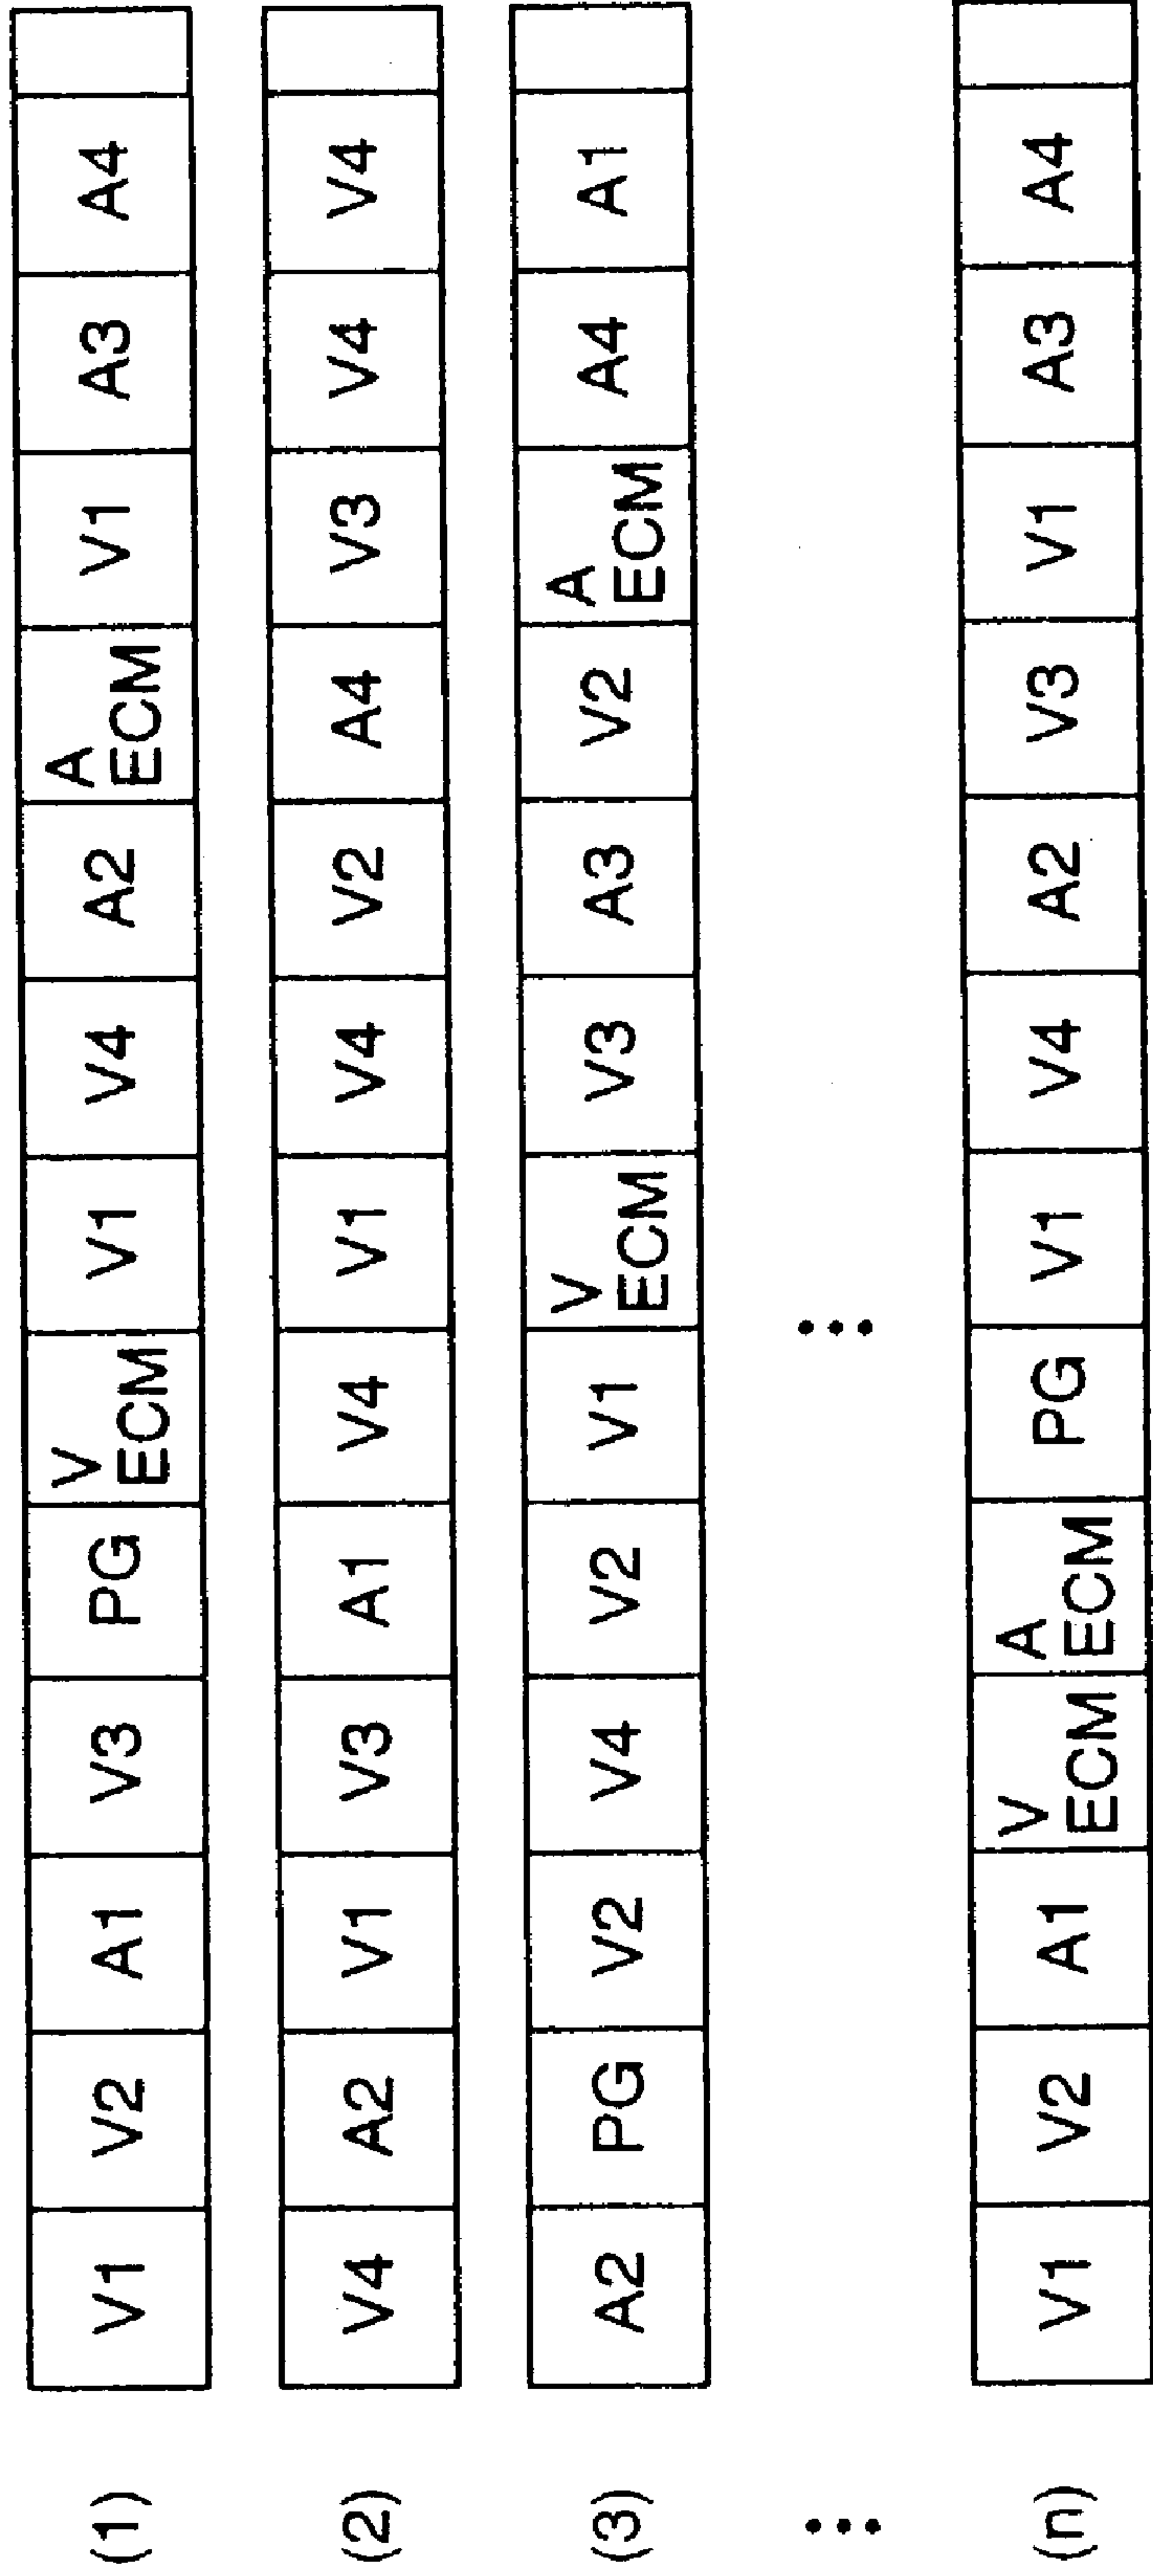 (1) V1 V2 A1 V3 PG V ECM V1 V4 A2 A ECM V1 A3 A4
(2) V4 A2 V1 V3 A1 V4 V1 V4 V2 A4 V3 V4 V4
(3) A2 PG V2 V4 V2 V1 V ECM V3 A3 V2 A ECM A4 A1
⋮ ⋮
(n) V1 V2 A1 V ECM A ECM PG V1 V4 A2 V3 V1 A3 A4